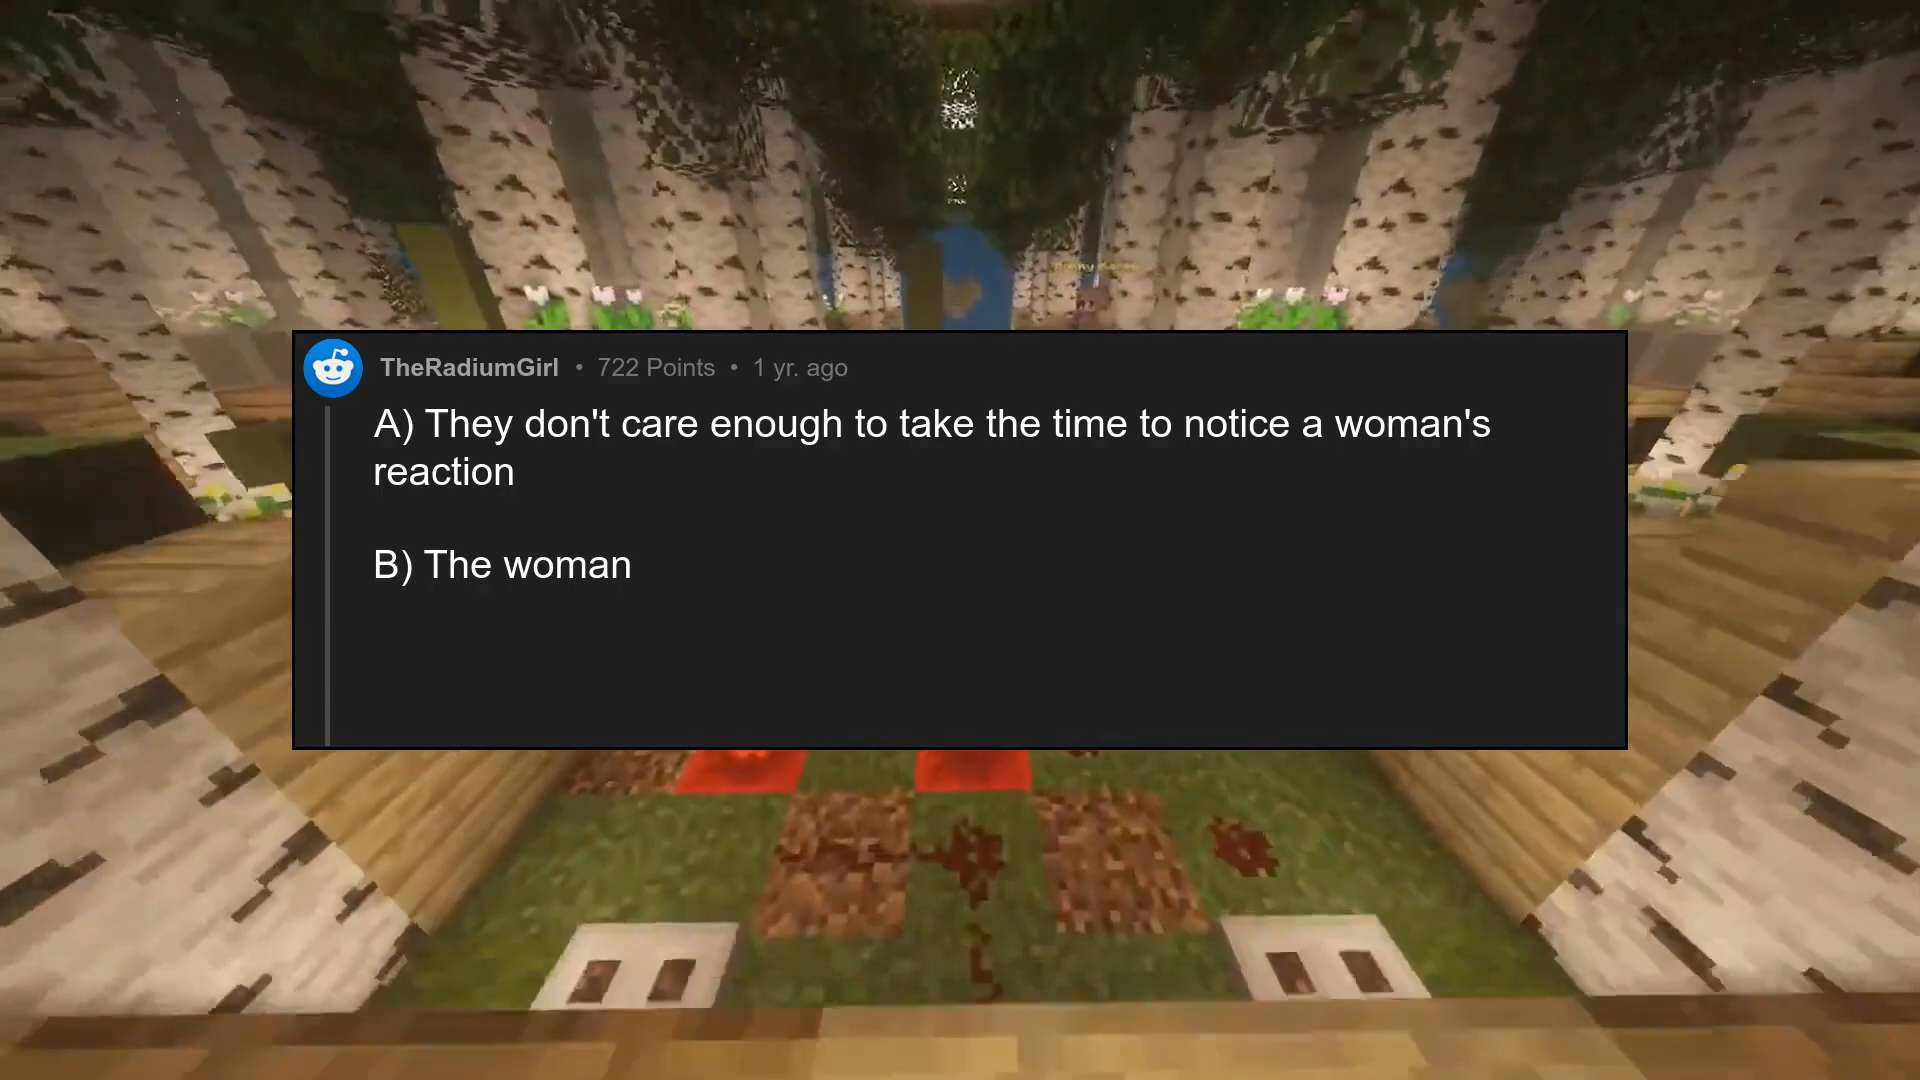 TheRadiumGirl • 722 Points • 1 yr. ago
A) They don't care enough to take the time to notice a woman's
reaction
B) The woman